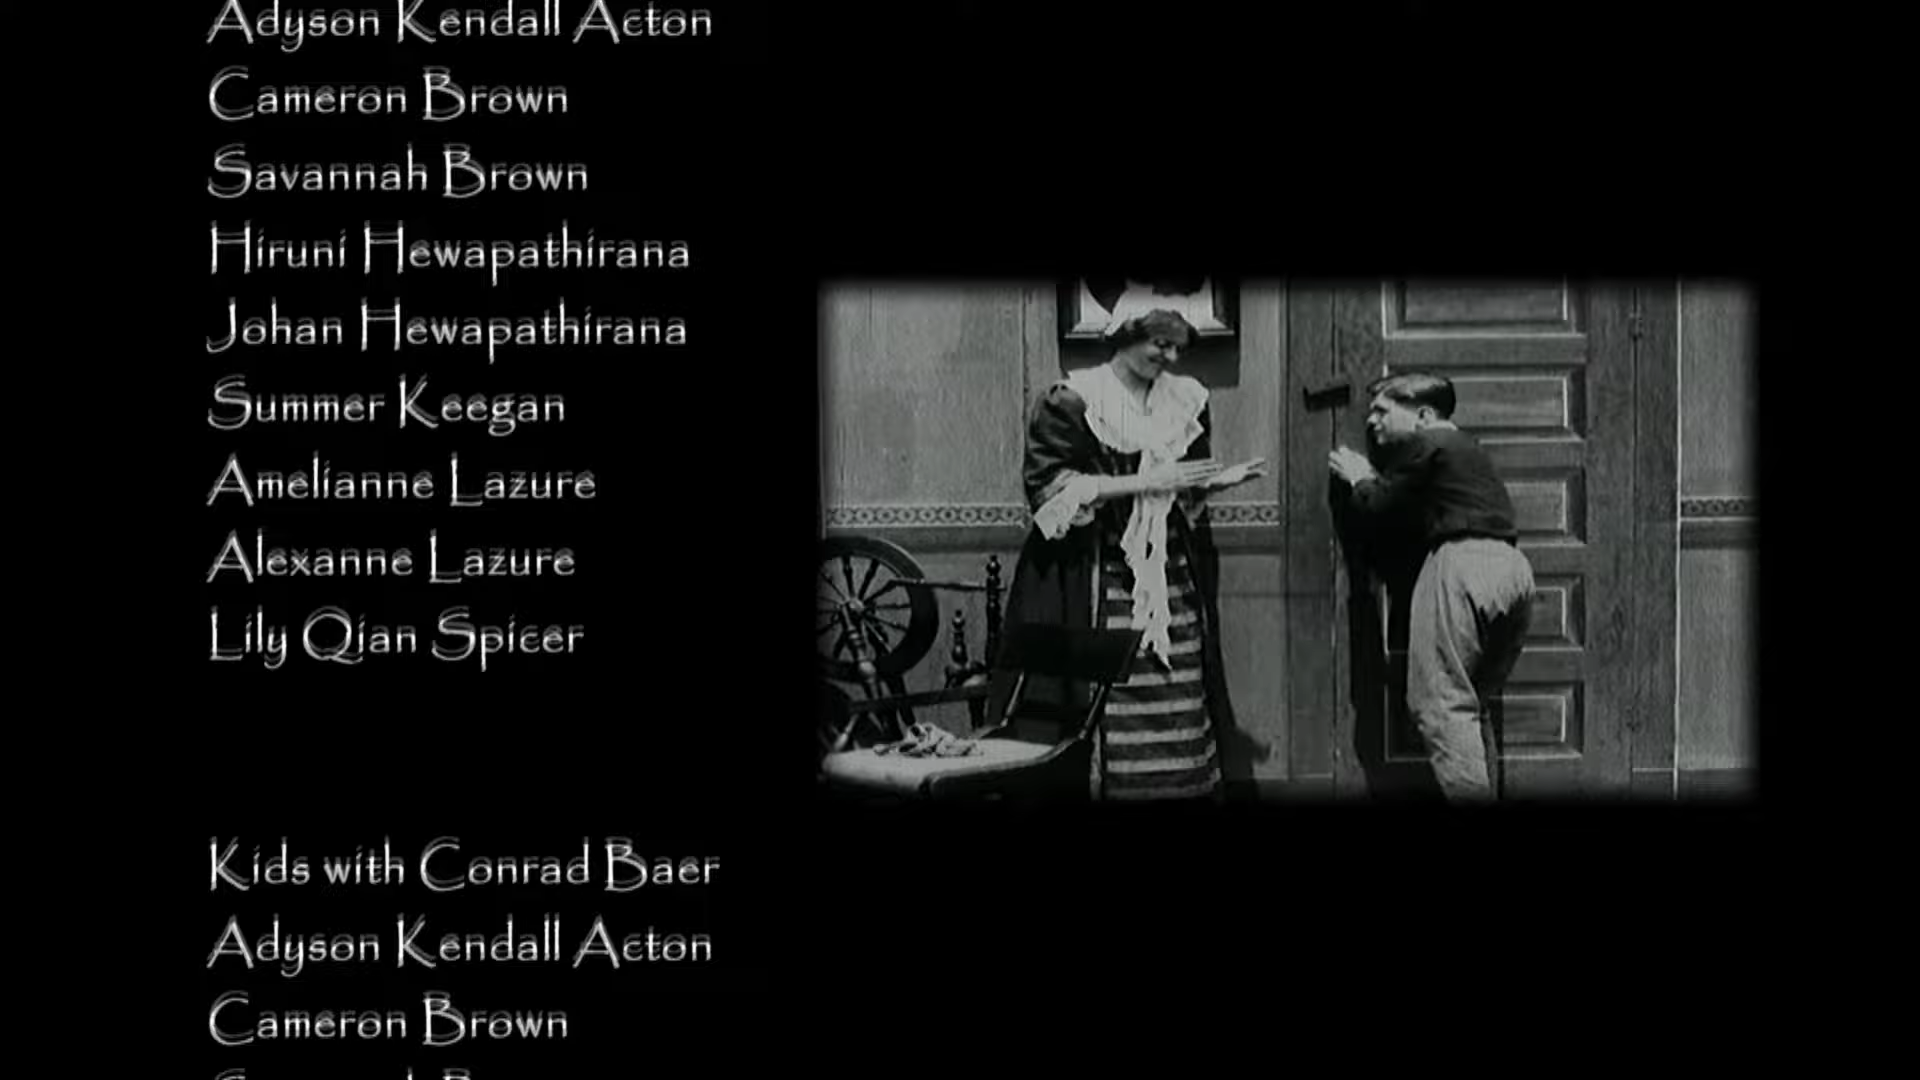 Adyson Kendall Acton
Cameron Brown
Savannah Brown
Hiruni Hewapathirana
Johan Hewapathirana
Summer Keegan
Amelianne Lazure
Alexanne Lazure
Lily Qian Spicer
Kids with Conrad Baer
Adyson Kendall Acton
Cameron Brown